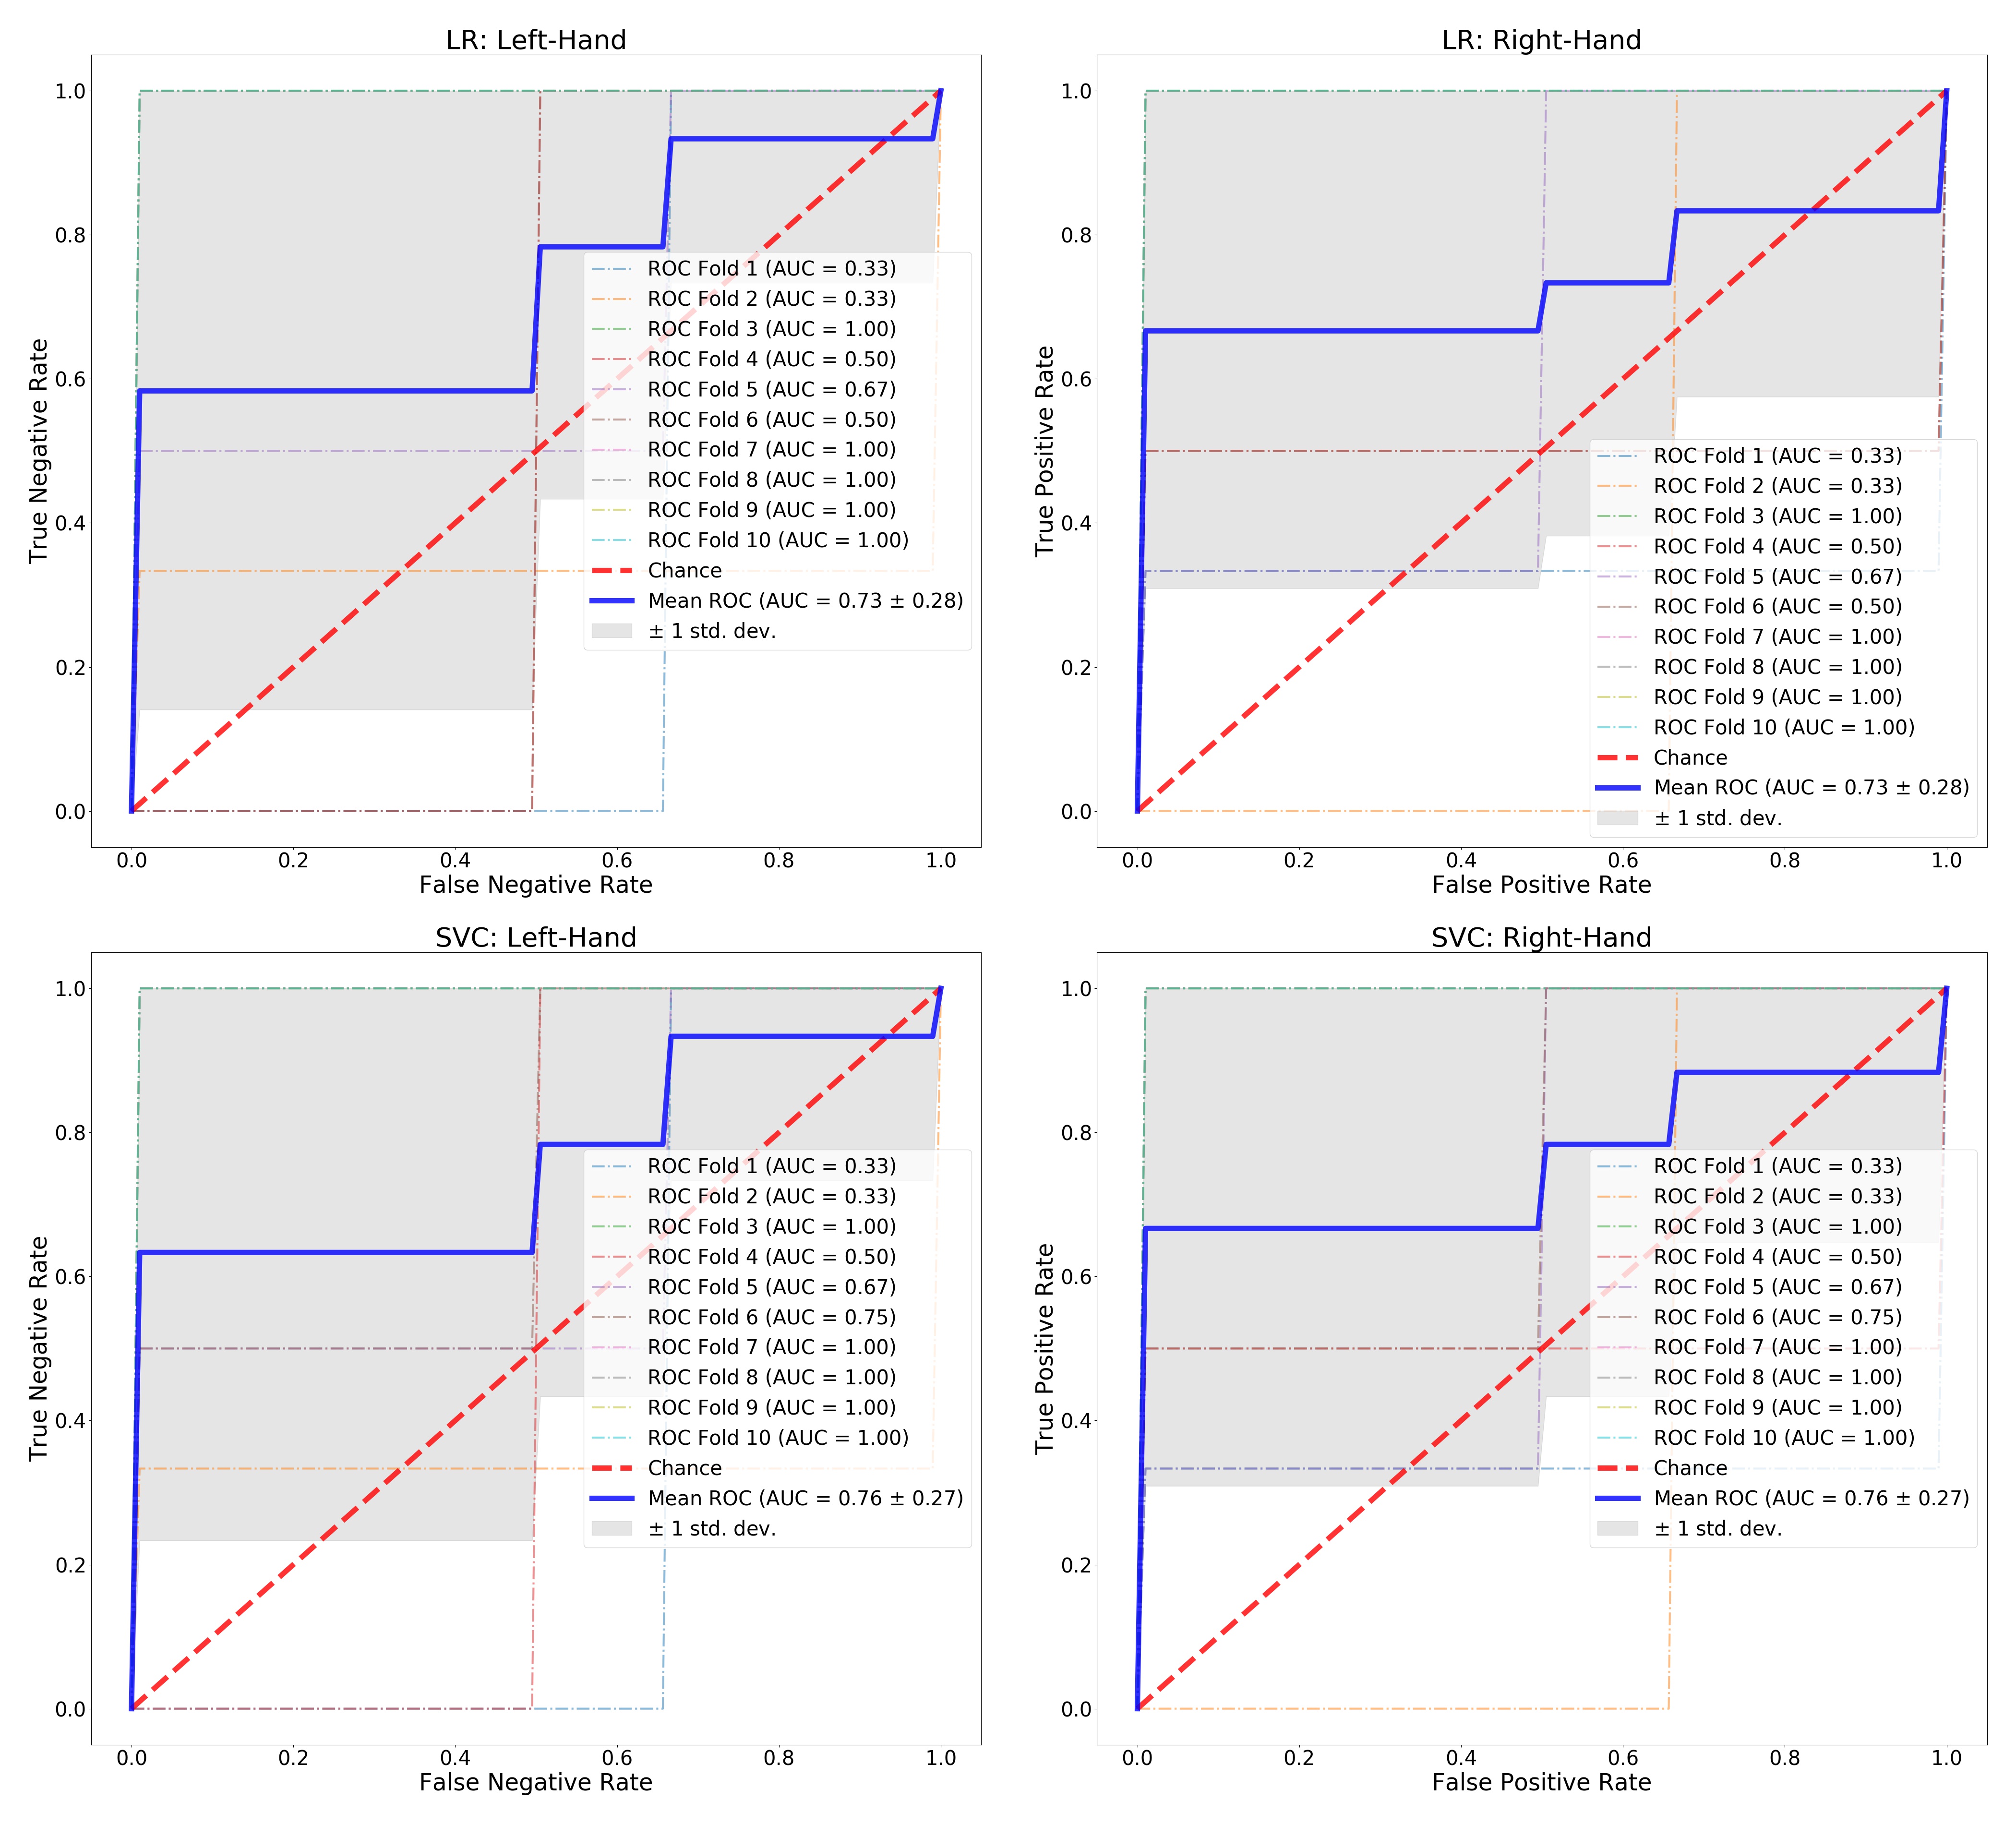 LR: Left-Hand
True Negative Rate
1.0
0.8
0.6
0.4
0.2
0.0
ROC Fold 1 (AUC = 0.33)
ROC Fold 2 (AUC = 0.33)
ROC Fold 3 (AUC = 1.00)
ROC Fold 4 (AUC = 0.50)
ROC Fold 5 (AUC = 0.67)
ROC Fold 6 (AUC = 0.50)
ROC Fold 7 (AUC = 1.00)
ROC Fold 8 (AUC = 1.00)
ROC Fold 9 (AUC = 1.00)
ROC Fold 10 (AUC = 1.00)
Chance
Mean ROC (AUC = 0.73 ± 0.28)
± 1 std. dev.
0.0 0.2 0.4 0.6 0.8 1.0
False Negative Rate
LR: Right-Hand
True Positive Rate
1.0
0.8
0.6
0.4
0.2
0.0
ROC Fold 1 (AUC = 0.33)
ROC Fold 2 (AUC = 0.33)
ROC Fold 3 (AUC = 1.00)
ROC Fold 4 (AUC = 0.50)
ROC Fold 5 (AUC = 0.67)
ROC Fold 6 (AUC = 0.50)
ROC Fold 7 (AUC = 1.00)
ROC Fold 8 (AUC = 1.00)
ROC Fold 9 (AUC = 1.00)
ROC Fold 10 (AUC = 1.00)
Chance
Mean ROC (AUC = 0.73 ± 0.28)
± 1 std. dev.
0.0 0.2 0.4 0.6 0.8 1.0
False Positive Rate
SVC: Left-Hand
True Negative Rate
1.0
0.8
0.6
0.4
0.2
0.0
ROC Fold 1 (AUC = 0.33)
ROC Fold 2 (AUC = 0.33)
ROC Fold 3 (AUC = 1.00)
ROC Fold 4 (AUC = 0.50)
ROC Fold 5 (AUC = 0.67)
ROC Fold 6 (AUC = 0.75)
ROC Fold 7 (AUC = 1.00)
ROC Fold 8 (AUC = 1.00)
ROC Fold 9 (AUC = 1.00)
ROC Fold 10 (AUC = 1.00)
Chance
Mean ROC (AUC = 0.76 ± 0.27)
± 1 std. dev.
0.0 0.2 0.4 0.6 0.8 1.0
False Negative Rate
SVC: Right-Hand
True Positive Rate
1.0
0.8
0.6
0.4
0.2
0.0
ROC Fold 1 (AUC = 0.33)
ROC Fold 2 (AUC = 0.33)
ROC Fold 3 (AUC = 1.00)
ROC Fold 4 (AUC = 0.50)
ROC Fold 5 (AUC = 0.67)
ROC Fold 6 (AUC = 0.75)
ROC Fold 7 (AUC = 1.00)
ROC Fold 8 (AUC = 1.00)
ROC Fold 9 (AUC = 1.00)
ROC Fold 10 (AUC = 1.00)
Chance
Mean ROC (AUC = 0.76 ± 0.27)
± 1 std. dev.
0.0 0.2 0.4 0.6 0.8 1.0
False Positive Rate